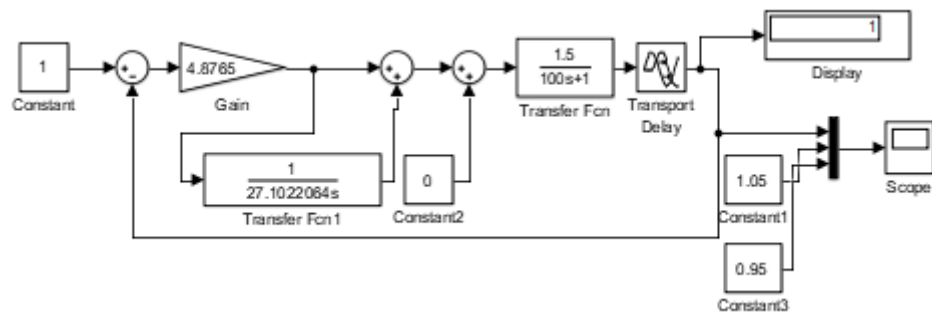 1
Constant
4.8765
Gain
1
27.1022064s
Transfer Fcn1
0
Constant2
1.5
100s+1
Transfer Fcn
Transport
Delay
1
Display
1.05
Constant1
0.95
Constant3
Scope